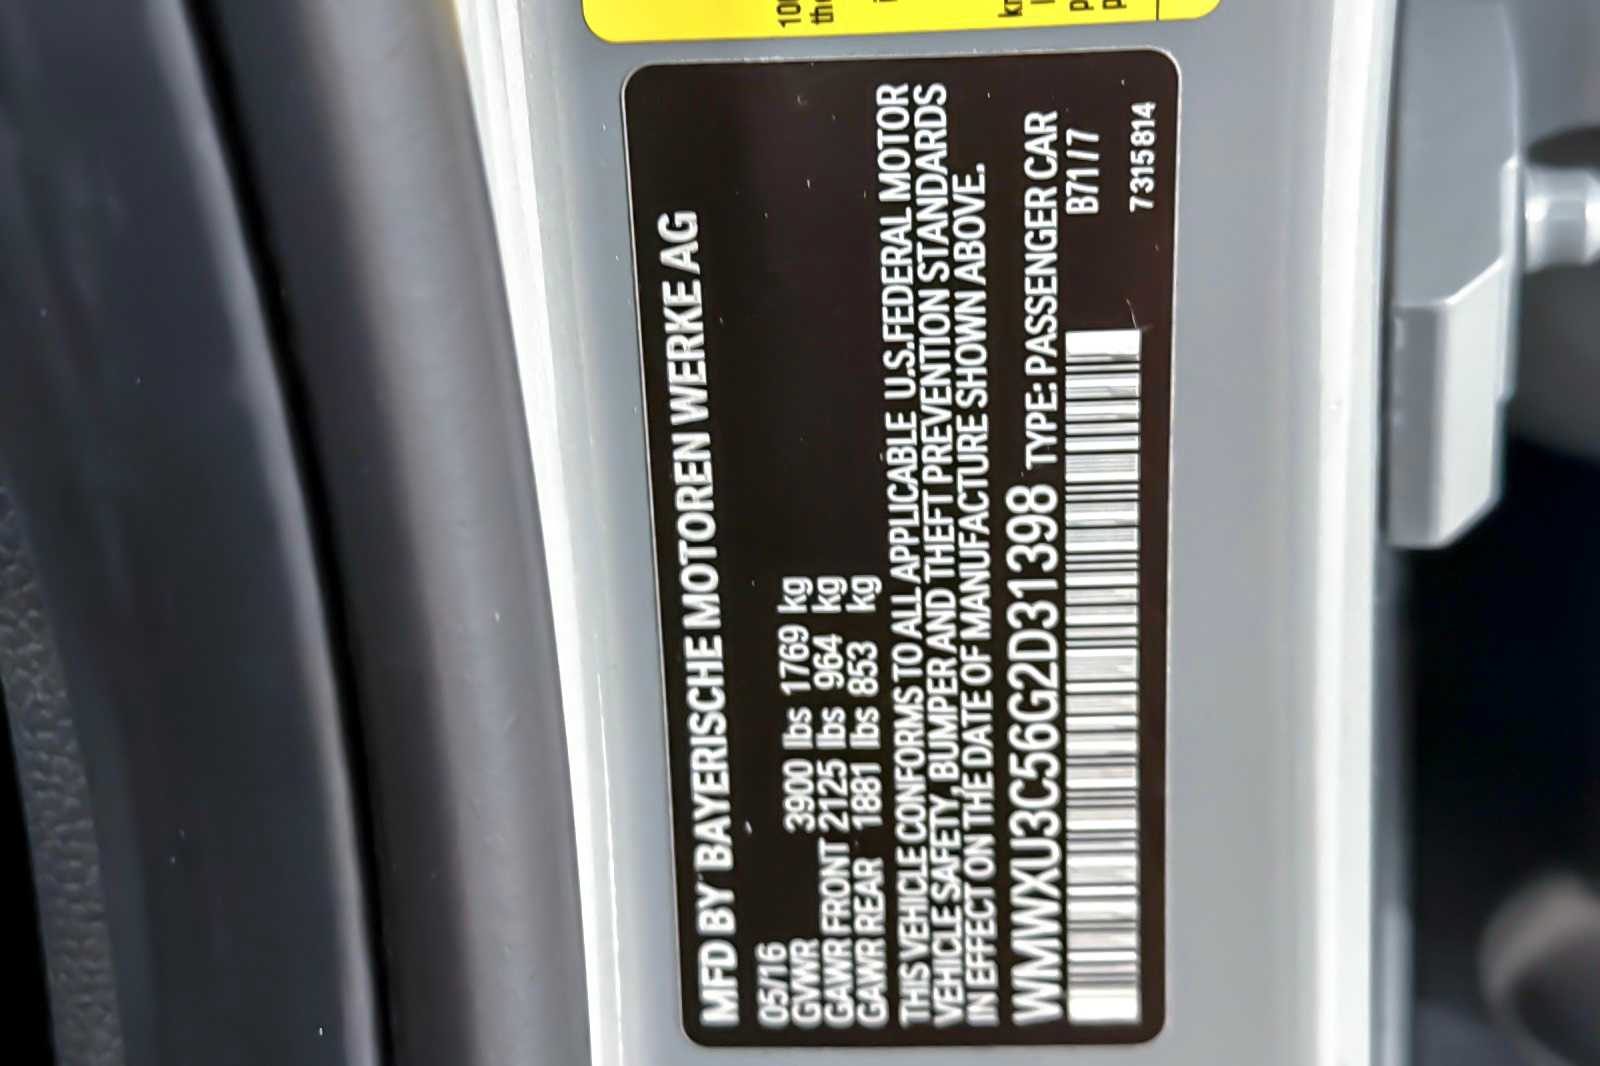 MFD BY BAYERISCHE MOTOREN WERKE AG
05/16
GVWR 3900 lbs 1769 kg
GAWR FRONT 2125 lbs 964 kg
GAWR REAR 1881 lbs 853 kg
THIS VEHICLE CONFORMS TO ALL APPLICABLE U.S.FEDERAL MOTOR
VEHICLE SAFETY, BUMPER AND THEFT PREVENTION STANDARDS
IN EFFECT ON THE DATE OF MANUFACTURE SHOWN ABOVE.
WMWXU3C56G2D31398 TYPE: PASSENGER CAR
B71/7
7315814